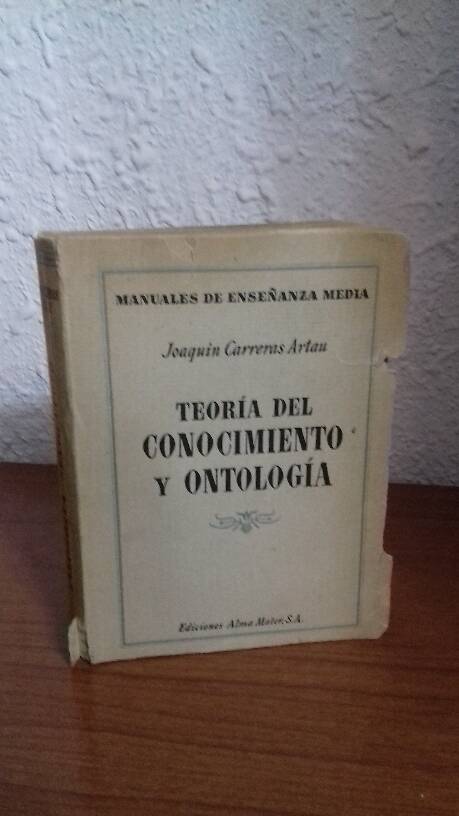 MANUALES DE ENSEÑANZA MEDIA
Joaquín Carreras Artau
TEORÍA DEL
CONOCIMIENTO
Y ONTOLOGÍA
Ediciones Alma Mater, S.A.